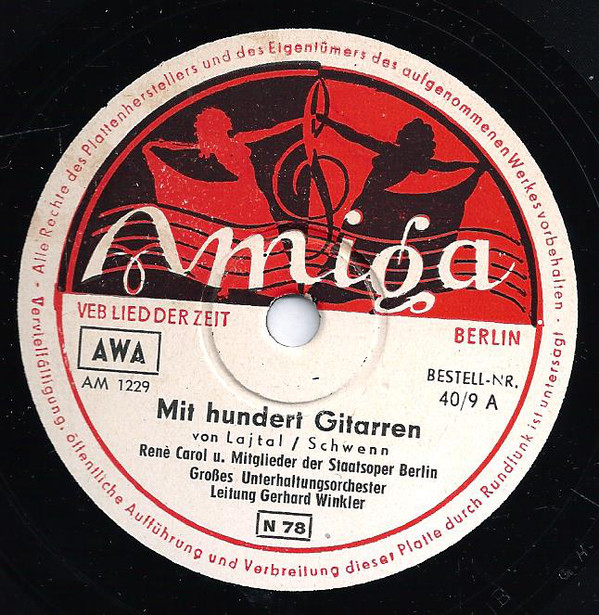 Alle Rechte des Plattenherstellers und des Eigentümers des aufgenommenen Werkes vorbehalten ·
Amiga
VEB LIED DER ZEIT
BERLIN
AWA
AM 1229
BESTELL-NR.
40/9 A
Mit hundert Gitarren
von Lajtal / Schwenn
Renè Carol u. Mitglieder der Staatsoper Berlin
Großes Unterhaltungsorchester
Leitung Gerhard Winkler
N 78
Vervielfältigung, öffentliche Aufführung und Verbreitung dieser Platte durch Rundfunk ist untersagt ·